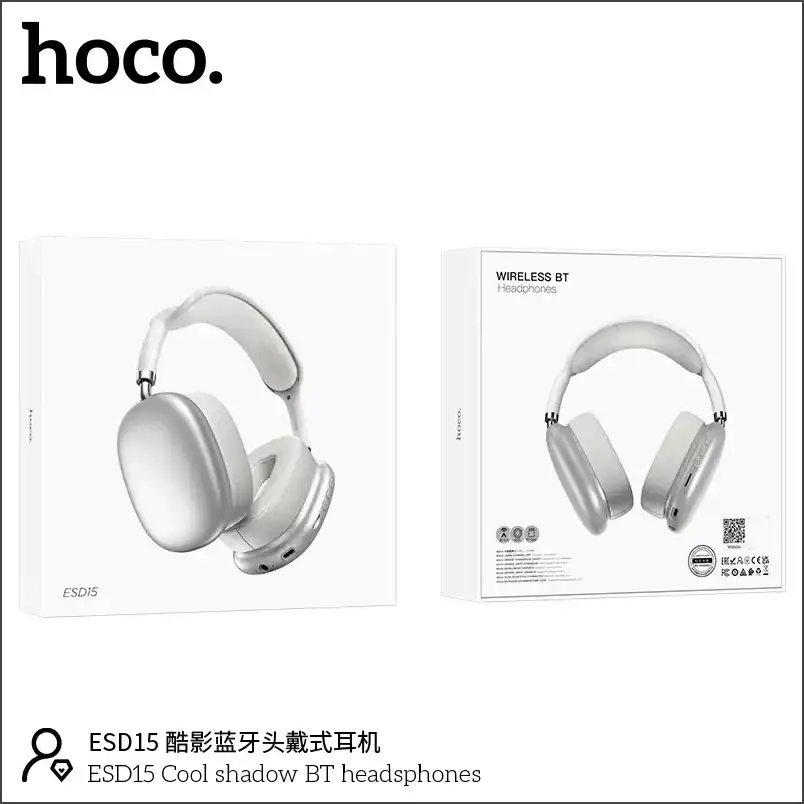 hoco.
hoco.
ESD15
WIRELESS BT
Headphones
hoco.
ESD15 酷影蓝牙头戴式耳机
ESD15 Cool shadow BT headsphones